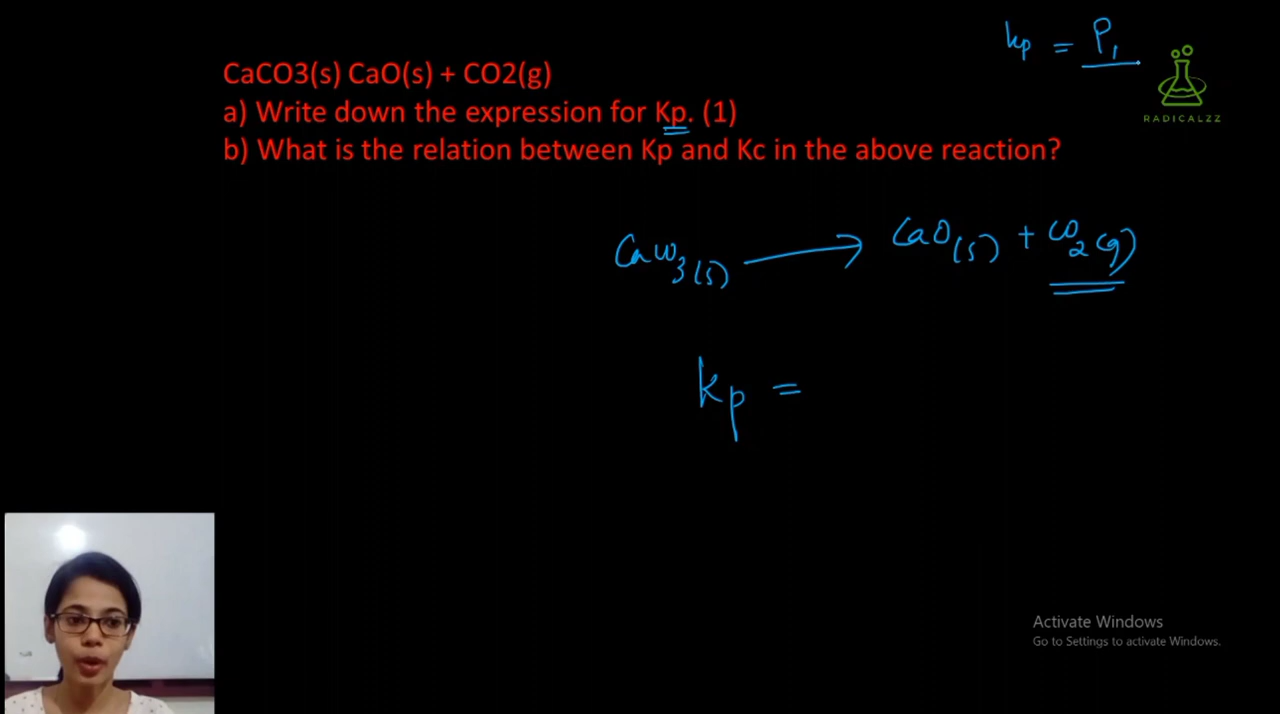 kp = P1
CaCO3(s) CaO(s) + CO2(g)
RADICALZZ
a) Write down the expression for Kp. (1)
b) What is the relation between Kp and Kc in the above reaction?
CaCO3(s) → CaO(s) + CO2(g)
kp =
Activate Windows
Go to Settings to activate Windows.